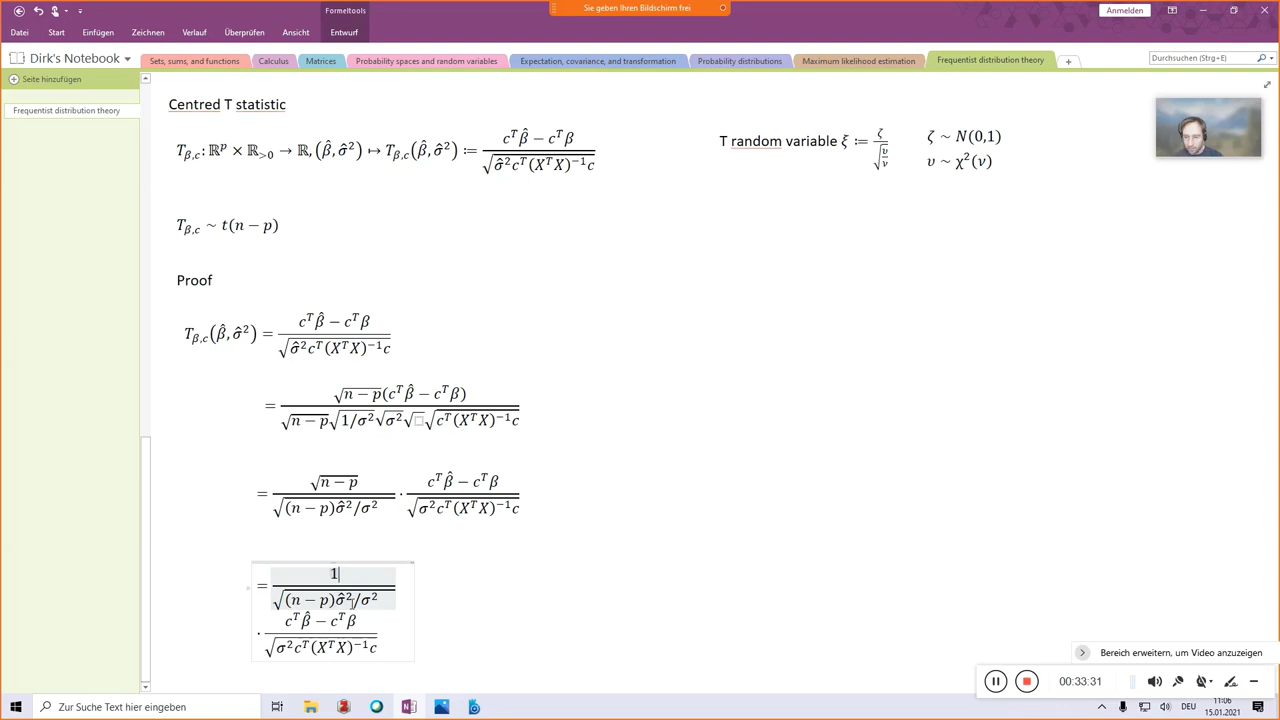 Sie geben Ihren Bildschirm frei
Formeltools
Anmelden
Datei Start Einfügen Zeichnen Verlauf Überprüfen Ansicht Entwurf
Dirk's Notebook
Sets, sums, and functions Calculus Matrices Probability spaces and random variables Expectation, covariance, and transformation Probability distributions Maximum likelihood estimation Frequentist distribution theory +
Durchsuchen (Strg+E)
Seite hinzufügen
Frequentist distribution theory
Centred T statistic
T_{β,c}: ℝ^p × ℝ_{>0} → ℝ, (β̂, σ̂²) ↦ T_{β,c}(β̂, σ̂²) ≔ (c^T β̂ − c^T β) / √(σ̂² c^T (X^T X)^{−1} c)
T random variable ξ ≔ ζ / √(υ/ν)
ζ ~ N(0,1)
υ ~ χ²(ν)
T_{β,c} ~ t(n − p)
Proof
T_{β,c}(β̂, σ̂²) = (c^T β̂ − c^T β) / √(σ̂² c^T (X^T X)^{−1} c)
= √(n − p)(c^T β̂ − c^T β) / √(n − p) √(1/σ²) √(σ²) √□ √(c^T (X^T X)^{−1} c)
= √(n − p) / √((n − p)σ̂²/σ²) · (c^T β̂ − c^T β) / √(σ² c^T (X^T X)^{−1} c)
= 1 / √((n − p)σ̂²/σ²)
· (c^T β̂ − c^T β) / √(σ² c^T (X^T X)^{−1} c)
Bereich erweitern, um Video anzuzeigen
00:33:31
Zur Suche Text hier eingeben
DEU
11:06
15.01.2021